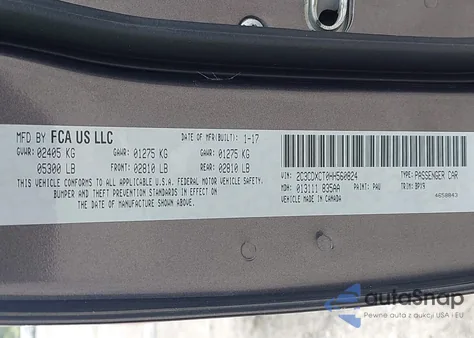 MFD BY FCA US LLC DATE OF MFR(BUILT): 1-17
GVWR: 02405 KG GAWR: 01275 KG GAWR: 01275 KG
05300 LB FRONT: 02810 LB REAR: 02810 LB
THIS VEHICLE CONFORMS TO ALL APPLICABLE U.S.A. FEDERAL MOTOR VEHICLE SAFETY,
BUMPER AND THEFT PREVENTION STANDARDS IN EFFECT
ON THE DATE OF MANUFACTURE SHOWN ABOVE.
VIN: 2C3CDXCT0HH560824 TYPE: PASSENGER CAR
MDH: 013111 835AA PAINT: PAU TRIM: BPX9
VEHICLE MADE IN CANADA 4658843
autoSnap
Pewne auta z aukcji USA i EU